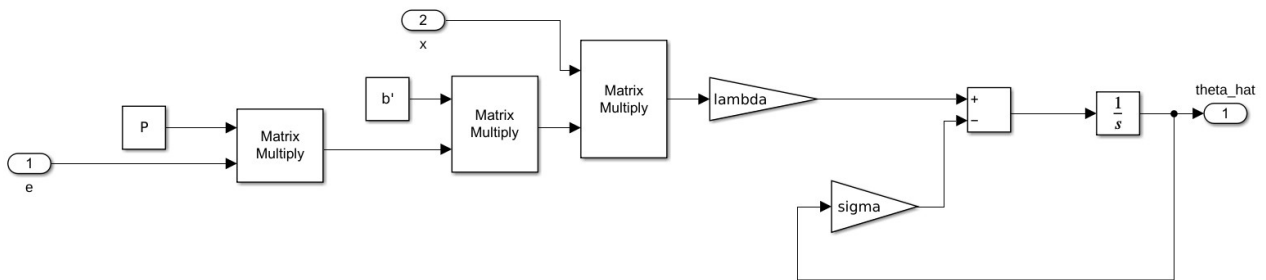 2
x
b'
P
1
e
Matrix
Multiply
Matrix
Multiply
Matrix
Multiply
lambda
+
−
1
s
theta_hat
1
sigma